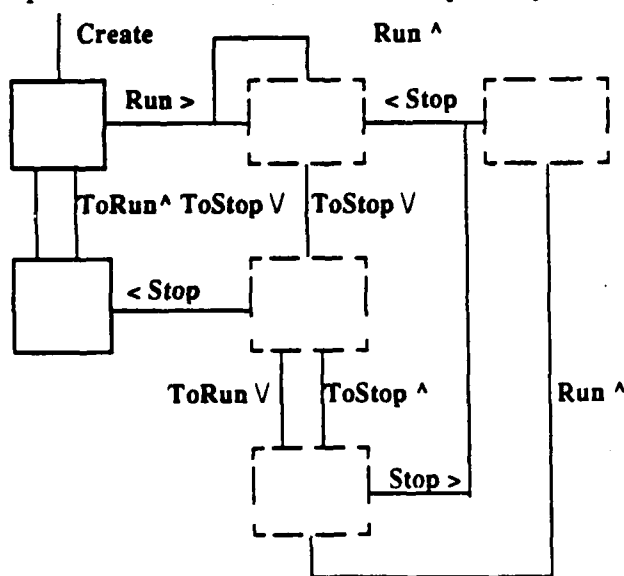 Create
Run ^
Run >
< Stop
ToRun ^ ToStop V
ToStop V
< Stop
ToRun V
ToStop ^
Run ^
Stop >